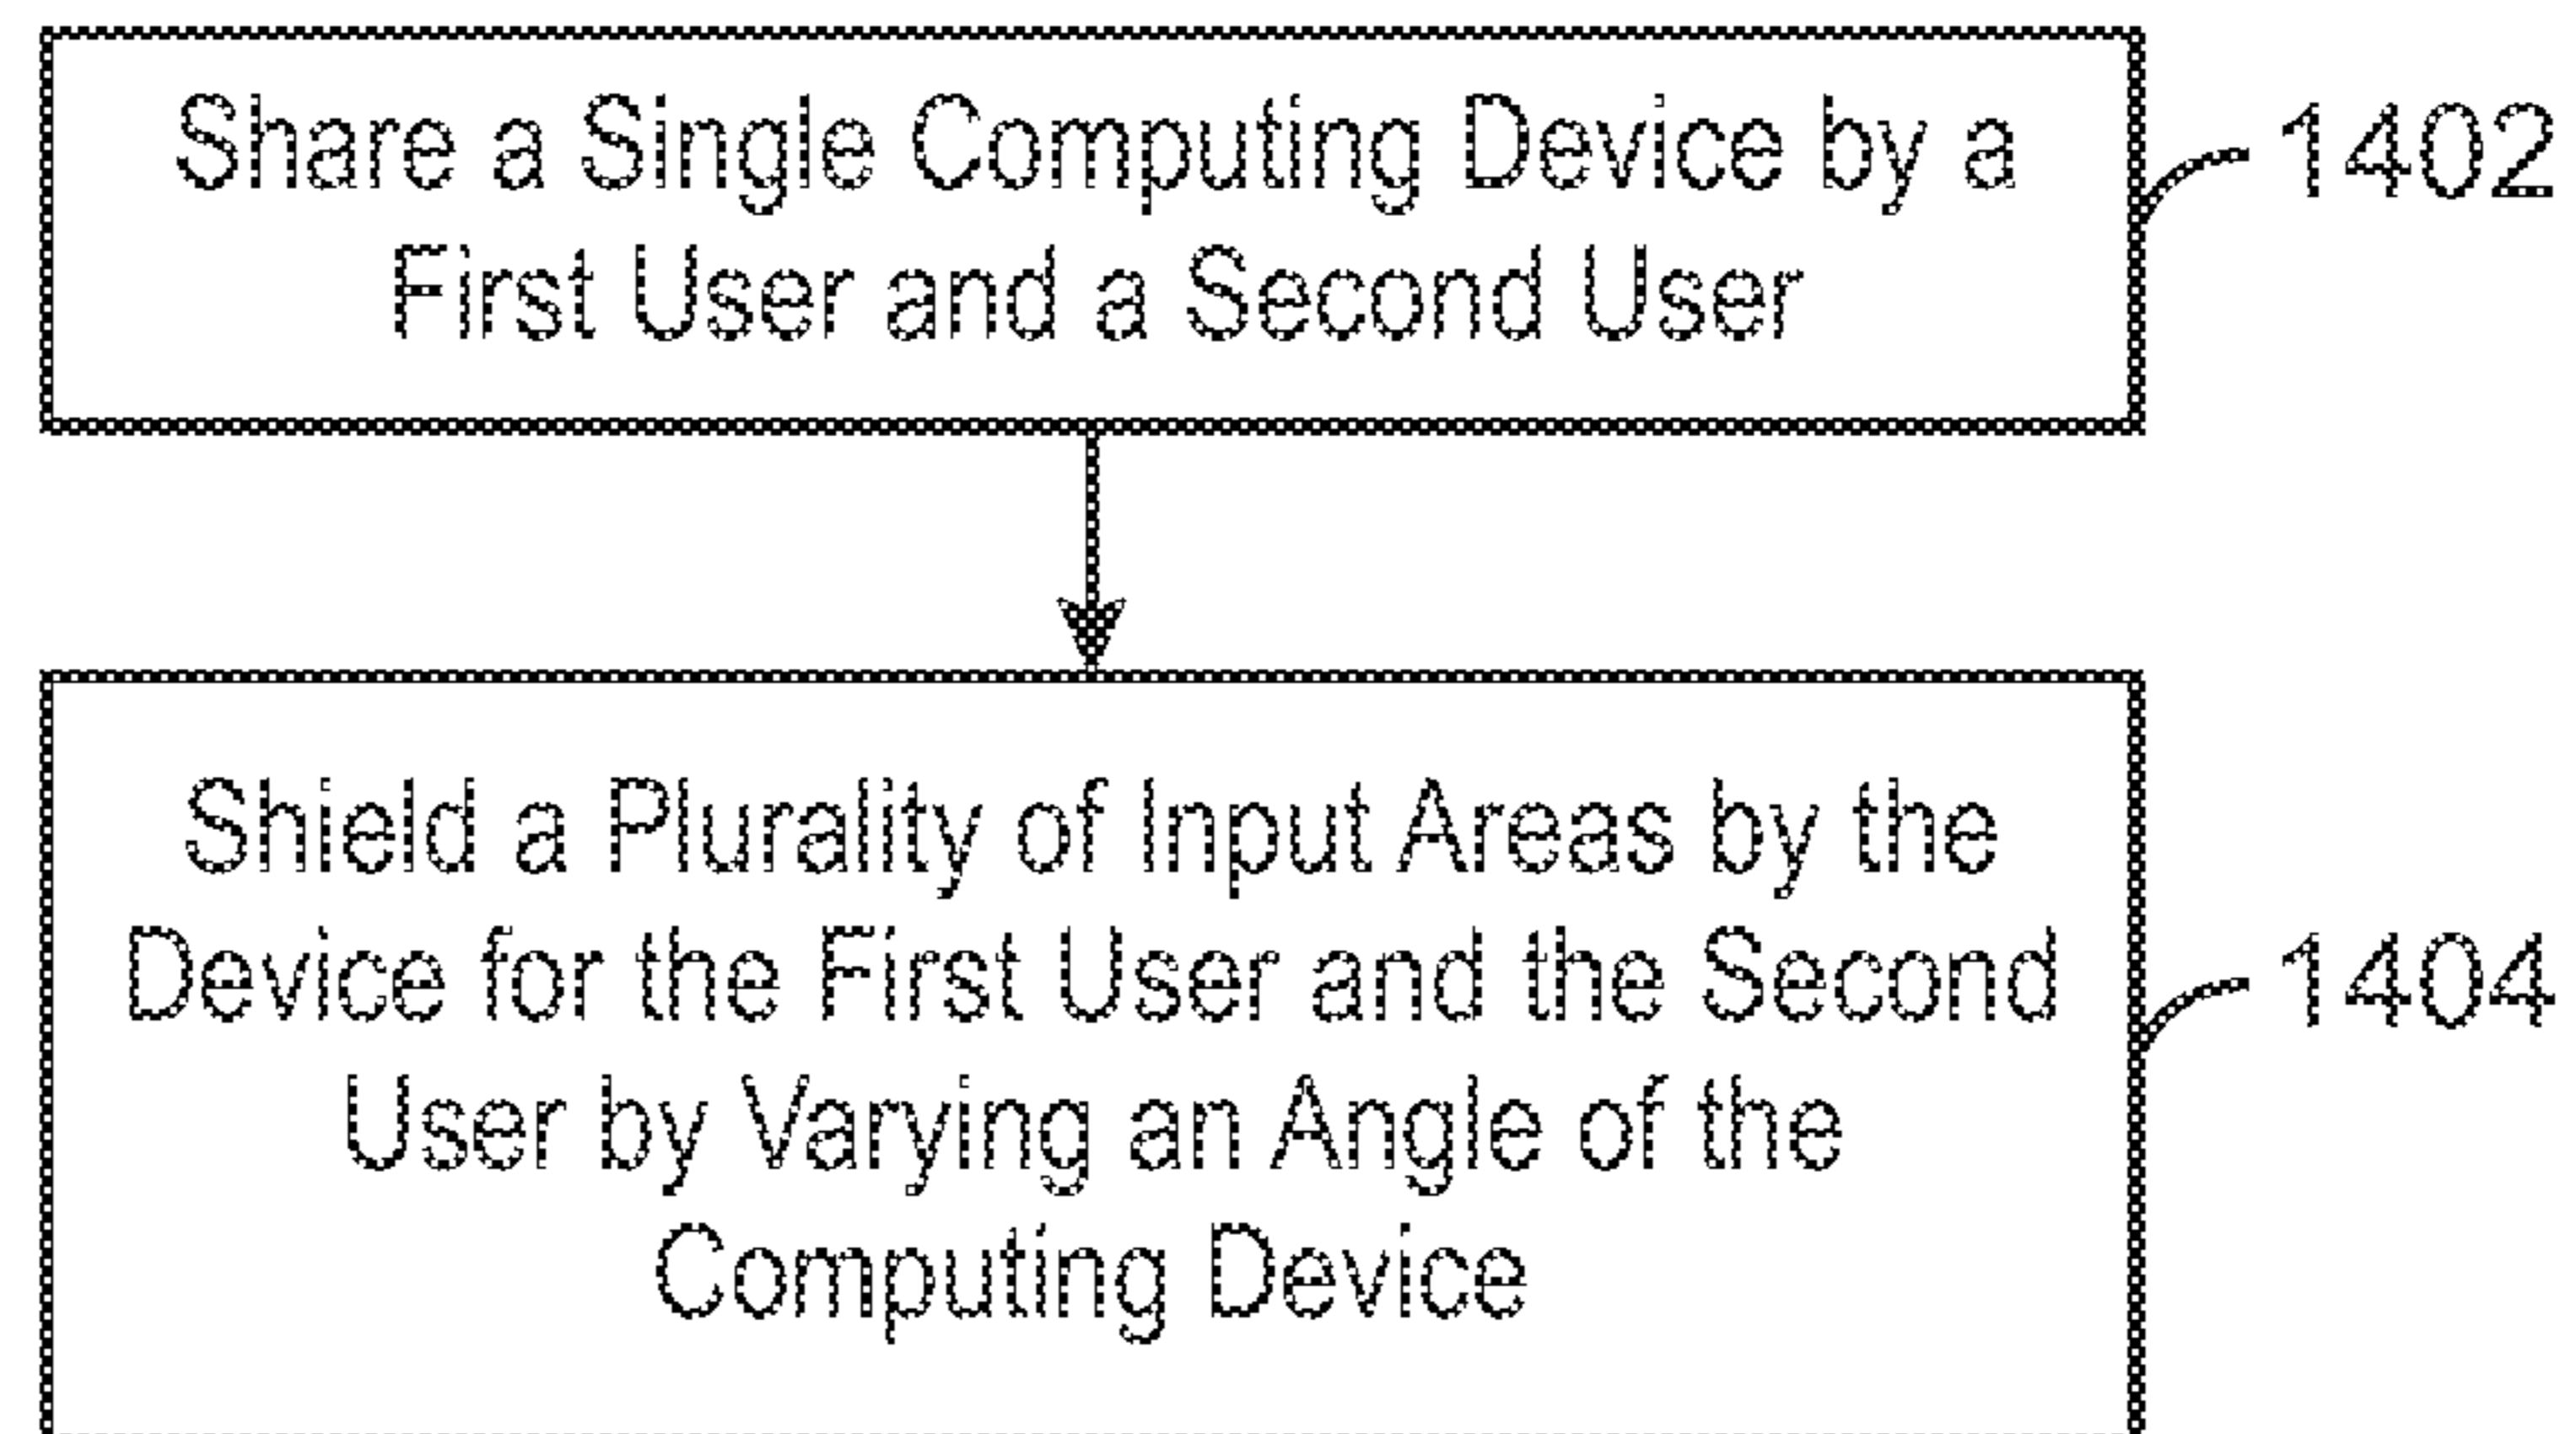 Share a Single Computing Device by a
First User and a Second User
1402
Shield a Plurality of Input Areas by the
Device for the First User and the Second
User by Varying an Angle of the
Computing Device
1404